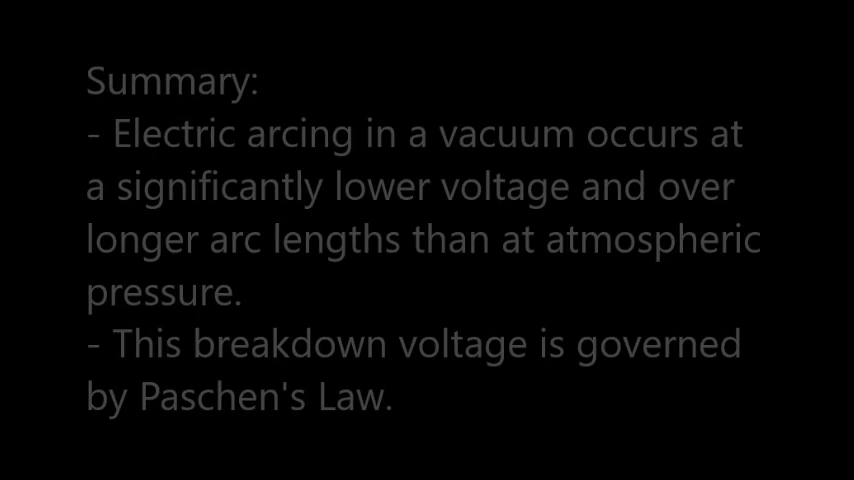 Summary:
- Electric arcing in a vacuum occurs at
a significantly lower voltage and over
longer arc lengths than at atmospheric
pressure.
- This breakdown voltage is governed
by Paschen's Law.